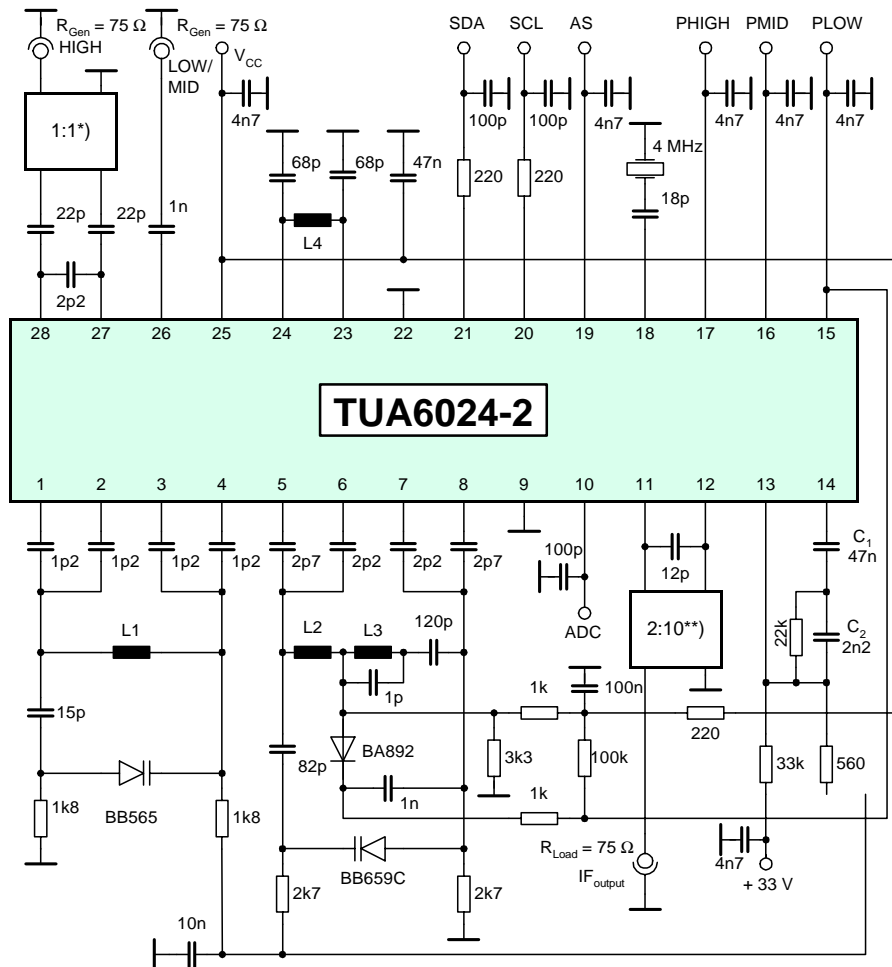 R_Gen = 75 Ω
HIGH
R_Gen = 75 Ω
LOW/
MID
V_CC
SDA
SCL
AS
PHIGH
PMID
PLOW
4n7
100p
100p
4n7
4n7
4n7
4n7
1:1*)
68p
68p
47n
220
220
4 MHz
18p
22p
22p
1n
L4
2p2
28
27
26
25
24
23
22
21
20
19
18
17
16
15
TUA6024-2
1
2
3
4
5
6
7
8
9
10
11
12
13
14
1p2
1p2
1p2
1p2
2p7
2p2
2p2
2p7
100p
12p
C1
47n
ADC
2:10**)
22k
C2
2n2
L1
L2
L3
120p
1p
100n
15p
1k
220
82p
BA892
3k3
100k
33k
560
1n
1k
1k8
BB565
1k8
BB659C
R_Load = 75 Ω
IF_output
4n7
+ 33 V
2k7
2k7
10n